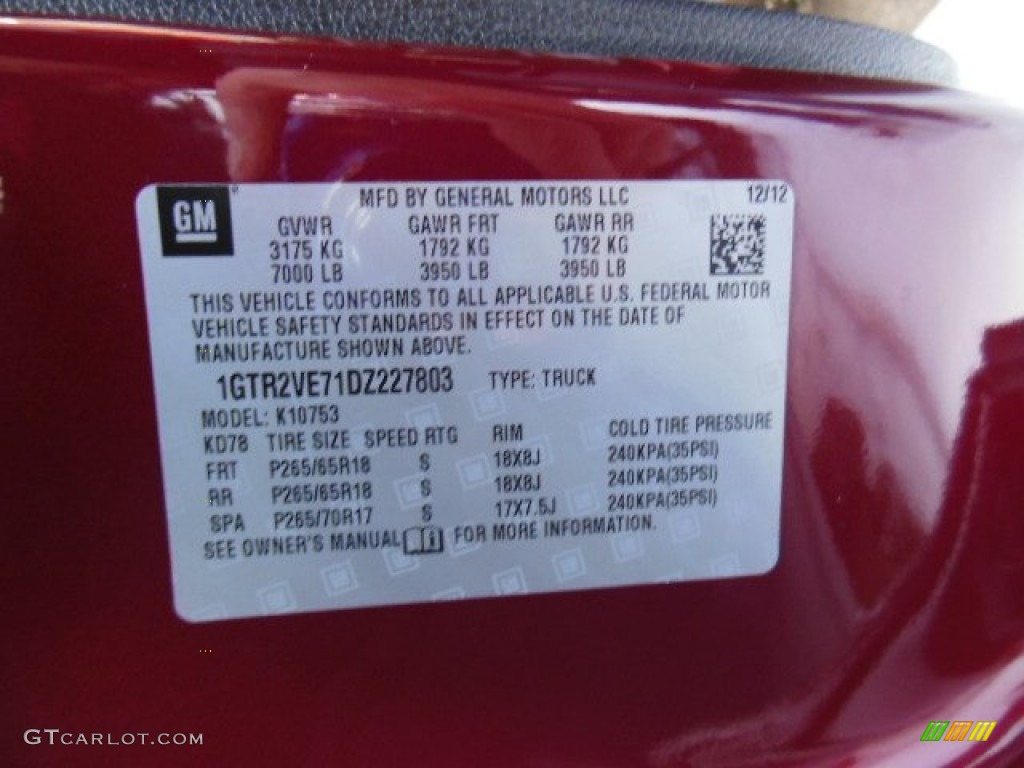 GM
MFD BY GENERAL MOTORS LLC 12/12
GVWR GAWR FRT GAWR RR
3175 KG 1792 KG 1792 KG
7000 LB 3950 LB 3950 LB
THIS VEHICLE CONFORMS TO ALL APPLICABLE U.S. FEDERAL MOTOR
VEHICLE SAFETY STANDARDS IN EFFECT ON THE DATE OF
MANUFACTURE SHOWN ABOVE.
1GTR2VE71DZ227803 TYPE: TRUCK
MODEL: K10753
KD78 TIRE SIZE SPEED RTG RIM COLD TIRE PRESSURE
FRT P265/65R18 S 18X8J 240KPA(35PSI)
RR P265/65R18 S 18X8J 240KPA(35PSI)
SPA P265/70R17 S 17X7.5J 240KPA(35PSI)
SEE OWNER'S MANUAL FOR MORE INFORMATION.
GTCARLOT.COM